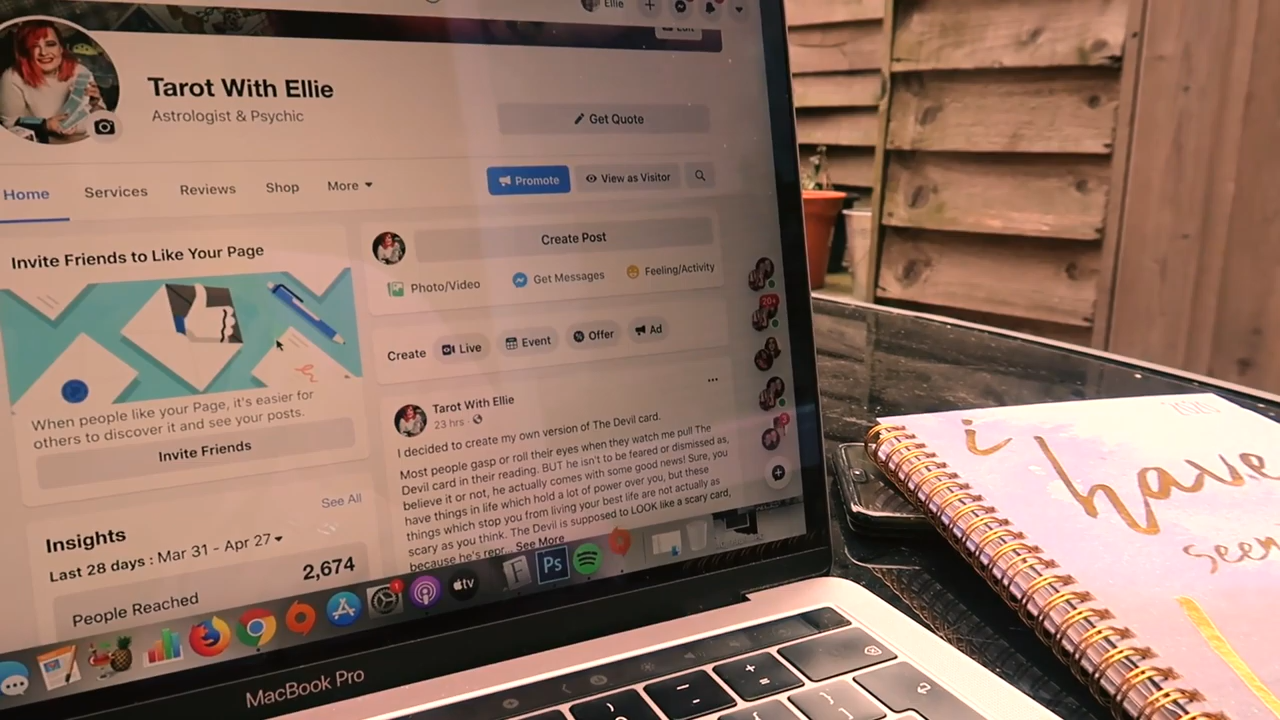 Ellie
Edit
Tarot With Ellie
Astrologist & Psychic
Get Quote
Home
Services
Reviews
Shop
More
Promote
View as Visitor
Invite Friends to Like Your Page
When people like your Page, it's easier for
others to discover it and see your posts.
Invite Friends
See All
Insights
Last 28 days : Mar 31 - Apr 27
2,674
People Reached
Create Post
Photo/Video
Get Messages
Feeling/Activity
Create
Live
Event
Offer
Ad
Tarot With Ellie
23 hrs ·
I decided to create my own version of The Devil card.
Most people gasp or roll their eyes when they watch me pull The
Devil card in their reading. BUT he isn't to be feared or dismissed as,
believe it or not, he actually comes with some good news! Sure, you
have things in life which hold a lot of power over you, but these
things which stop you from living your best life are not actually as
scary as you think. The Devil is supposed to LOOK like a scary card,
because he's repr... See More
20+
1
tv
F
Ps
MacBook Pro
2020
i
have
seen